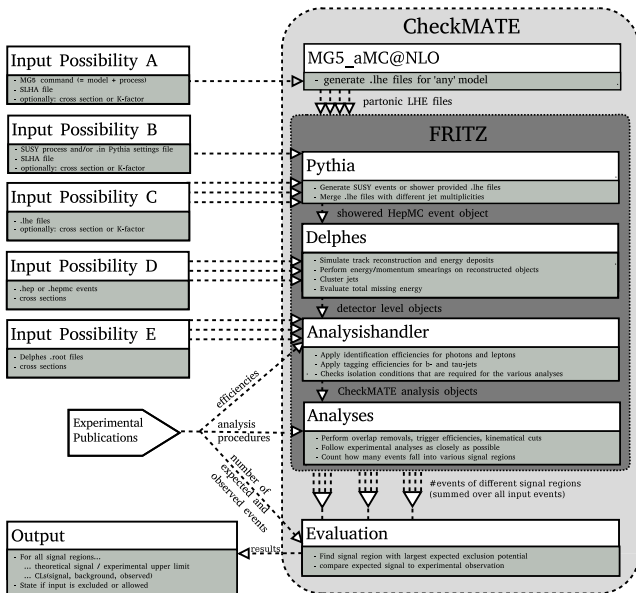 CheckMATE
Input Possibility A
- MG5 command (= model + process)
- SLHA file
- optionally: cross section or K-factor
MG5_aMC@NLO
- generate .lhe files for 'any' model
partonic LHE files
Input Possibility B
- SUSY process and/or .in Pythia settings file
- SLHA file
- optionally: cross section or K-factor
FRITZ
Pythia
- Generate SUSY events or shower provided .lhe files
- Merge .lhe files with different jet multiplicities
showered HepMC event object
Input Possibility C
- .lhe files
- optionally: cross section or K-factor
Delphes
- Simulate track reconstruction and energy deposits
- Perform energy/momentum smearings on reconstructed objects
- Cluster jets
- Evaluate total missing energy
detector level objects
Input Possibility D
- .hep or .hepmc events
- cross sections
Input Possibility E
- Delphes .root files
- cross sections
Analysishandler
- Apply identification efficiencies for photons and leptons
- Apply tagging efficiencies for b- and tau-jets
- Checks isolation conditions that are required for the various analyses
CheckMATE analysis objects
Experimental
Publications
efficiencies
analysis
procedures
number of
expected and
observed events
Analyses
- Perform overlap removals, trigger efficiencies, kinematical cuts
- Follow experimental analyses as closely as possible
- Count how many events fall into various signal regions
#events of different signal regions
(summed over all input events)
Evaluation
- Find signal region with largest expected exclusion potential
- compare expected signal to experimental observation
results
Output
- For all signal regions...
... theoretical signal / experimental upper limit
... CLs(signal, background, observed)
- State if input is excluded or allowed